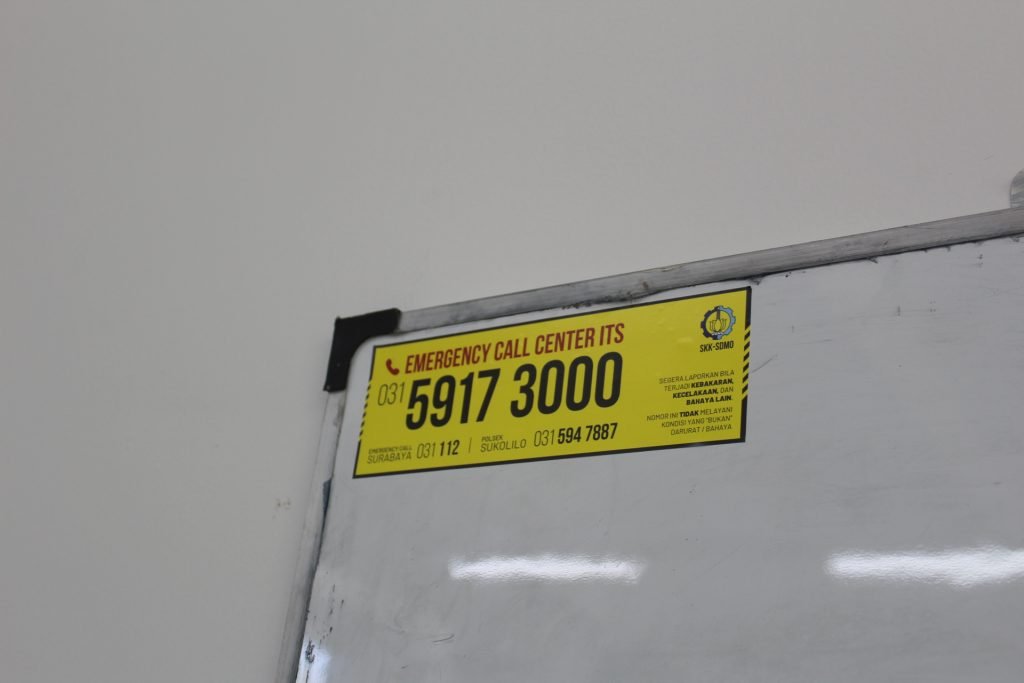 EMERGENCY CALL CENTER ITS
031 5917 3000
EMERGENCY CALL
SURABAYA 031 112
POLSEK
SUKOLILO 031 594 7887
SKK-SDMO
SEGERA LAPORKAN BILA
TERJADI KEBAKARAN,
KECELAKAAN, DAN
BAHAYA LAIN.
NOMOR INI TIDAK MELAYANI
KONDISI YANG "BUKAN"
DARURAT / BAHAYA